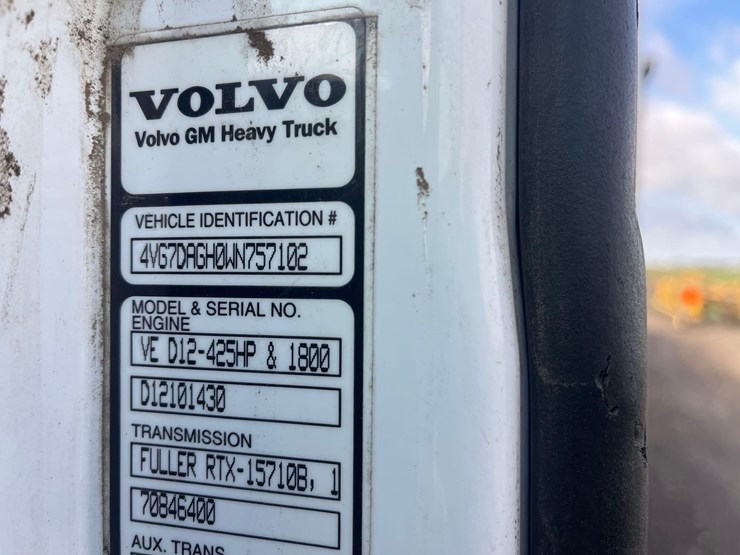 VOLVO
Volvo GM Heavy Truck
VEHICLE IDENTIFICATION #
4VG7DAGH0WN757102
MODEL & SERIAL NO.
ENGINE
VE D12-425HP & 1800
D12101430
TRANSMISSION
FULLER RTX-15710B, 1
70846400
AUX. TRANS